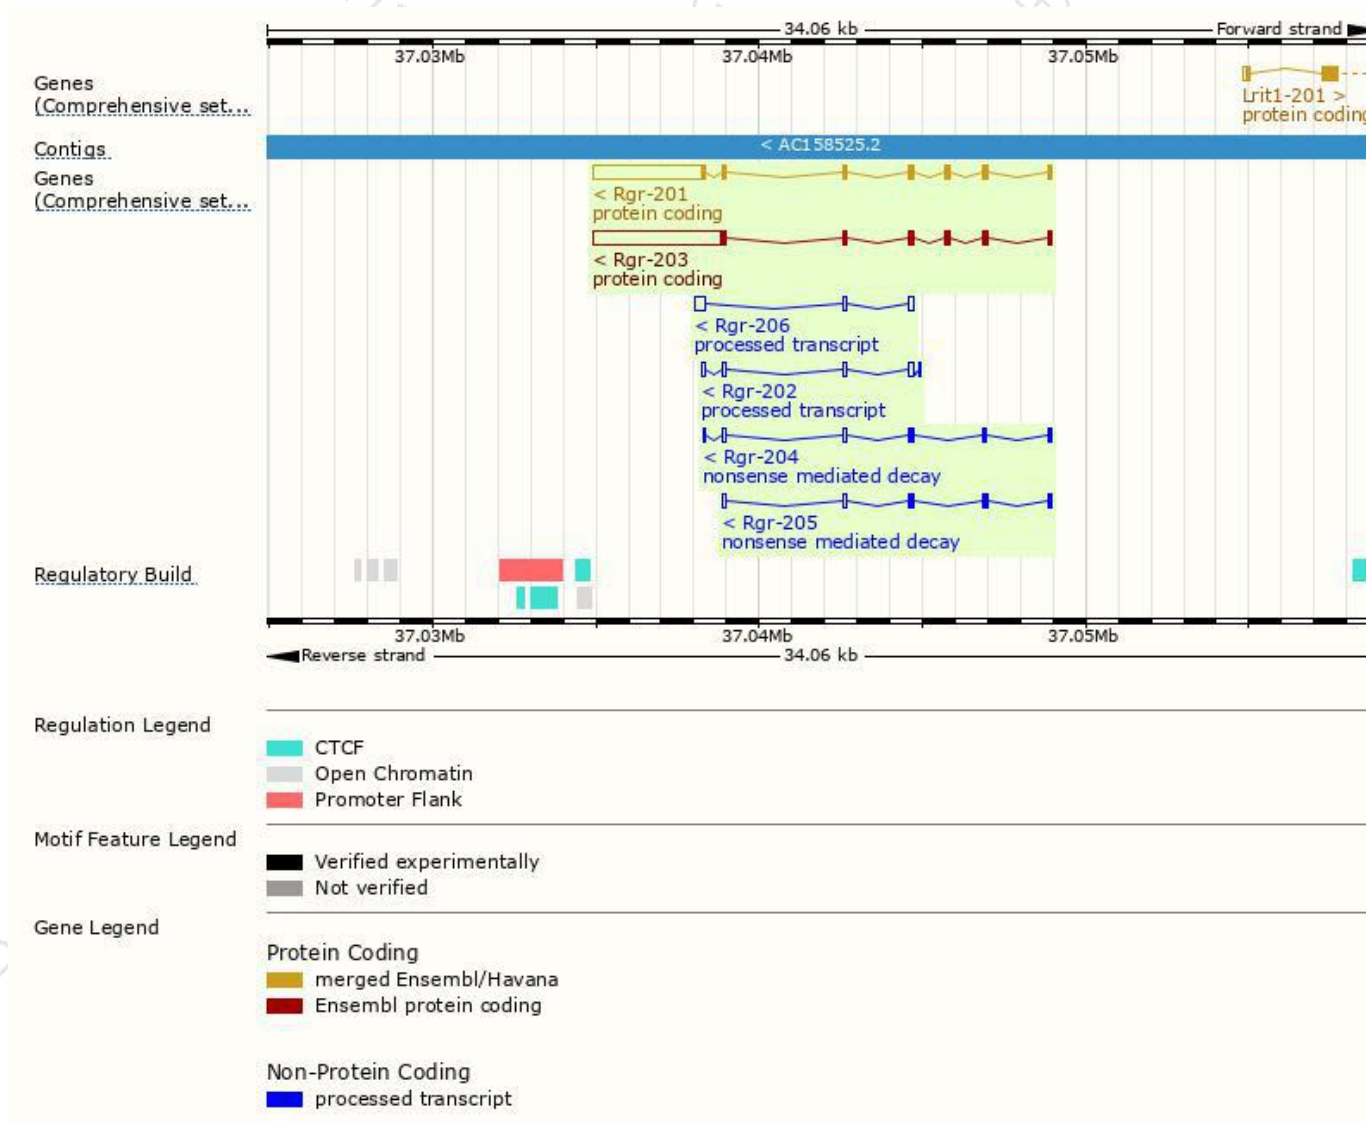 34.06 kb
Forward strand
37.03Mb 37.04Mb 37.05Mb
Genes
(Comprehensive set...
Lrit1-201 >
protein coding
Contigs
< AC158525.2
Genes
(Comprehensive set...
< Rgr-201
protein coding
< Rgr-203
protein coding
< Rgr-206
processed transcript
< Rgr-202
processed transcript
< Rgr-204
nonsense mediated decay
< Rgr-205
nonsense mediated decay
Regulatory Build
37.03Mb 37.04Mb 37.05Mb
Reverse strand 34.06 kb
Regulation Legend
CTCF
Open Chromatin
Promoter Flank
Motif Feature Legend
Verified experimentally
Not verified
Gene Legend
Protein Coding
merged Ensembl/Havana
Ensembl protein coding
Non-Protein Coding
processed transcript